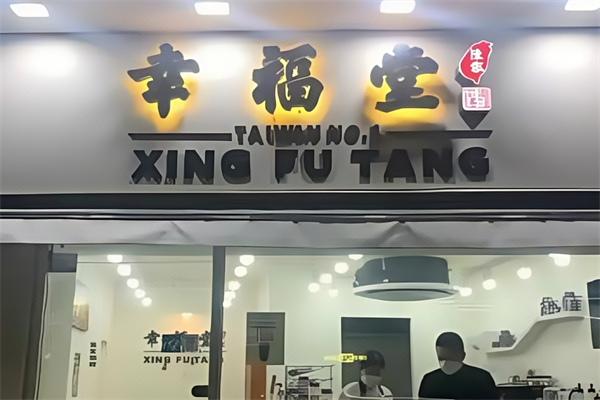 幸福堂
TAIWAN NO.1
XING FU TANG
幸福堂
XING FU TANG